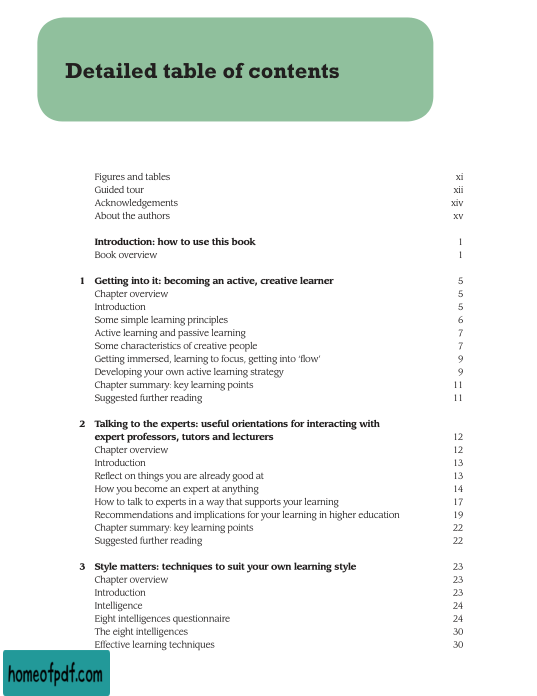 Detailed table of contents
Figures and tables xi
Guided tour xii
Acknowledgements xiv
About the authors xv
Introduction: how to use this book 1
Book overview 1
1 Getting into it: becoming an active, creative learner 5
Chapter overview 5
Introduction 5
Some simple learning principles 6
Active learning and passive learning 7
Some characteristics of creative people 7
Getting immersed, learning to focus, getting into ‘flow’ 9
Developing your own active learning strategy 9
Chapter summary: key learning points 11
Suggested further reading 11
2 Talking to the experts: useful orientations for interacting with
expert professors, tutors and lecturers 12
Chapter overview 12
Introduction 13
Reflect on things you are already good at 13
How you become an expert at anything 14
How to talk to experts in a way that supports your learning 17
Recommendations and implications for your learning in higher education 19
Chapter summary: key learning points 22
Suggested further reading 22
3 Style matters: techniques to suit your own learning style 23
Chapter overview 23
Introduction 23
Intelligence 24
Eight intelligences questionnaire 24
The eight intelligences 30
Effective learning techniques 30
homeofpdf.com